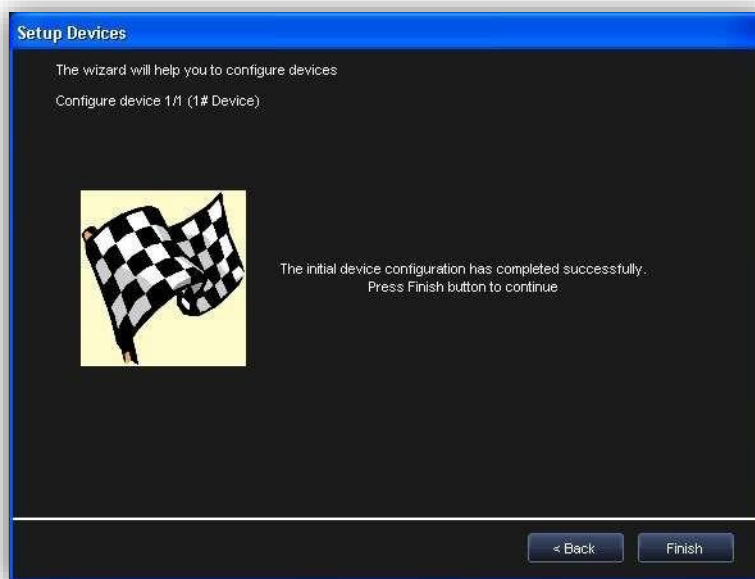 Setup Devices
The wizard will help you to configure devices
Configure device 1/1 (1# Device)
The initial device configuration has completed successfully.
Press Finish button to continue
< Back
Finish